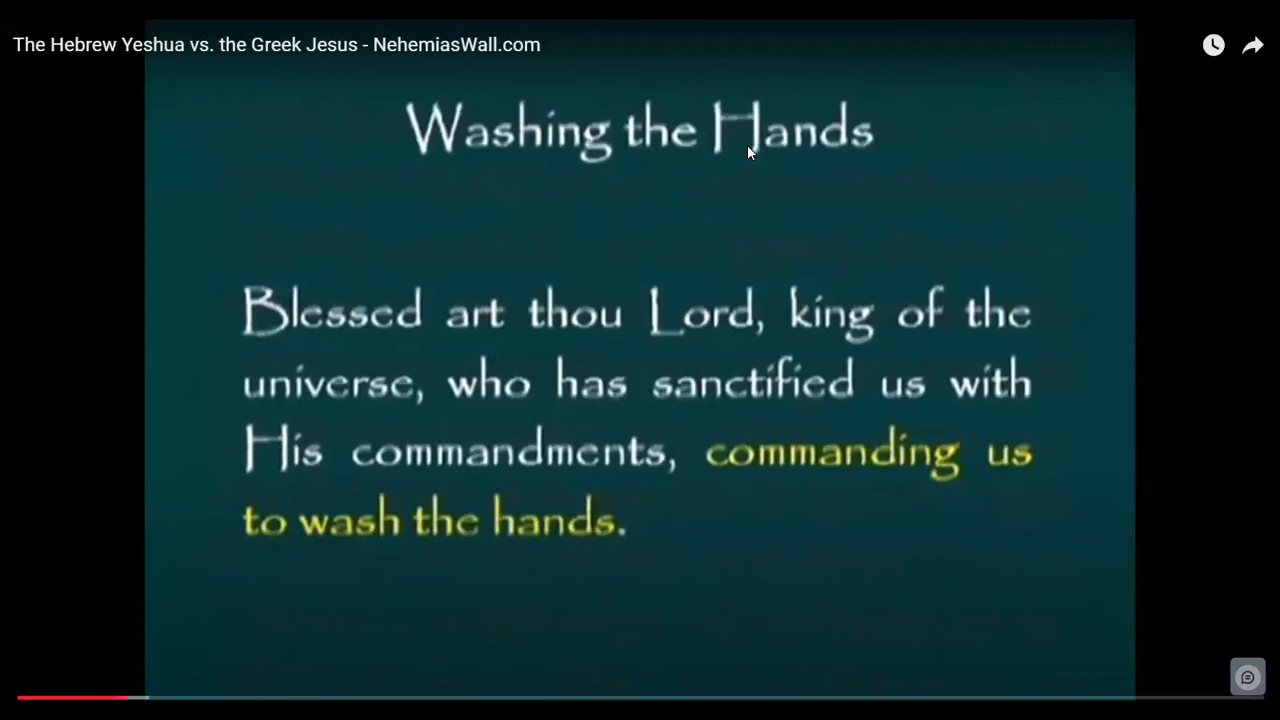 The Hebrew Yeshua vs. the Greek Jesus - NehemiasWall.com
Washing the Hands
Blessed art thou Lord, king of the
universe, who has sanctified us with
His commandments, commanding us
to wash the hands.